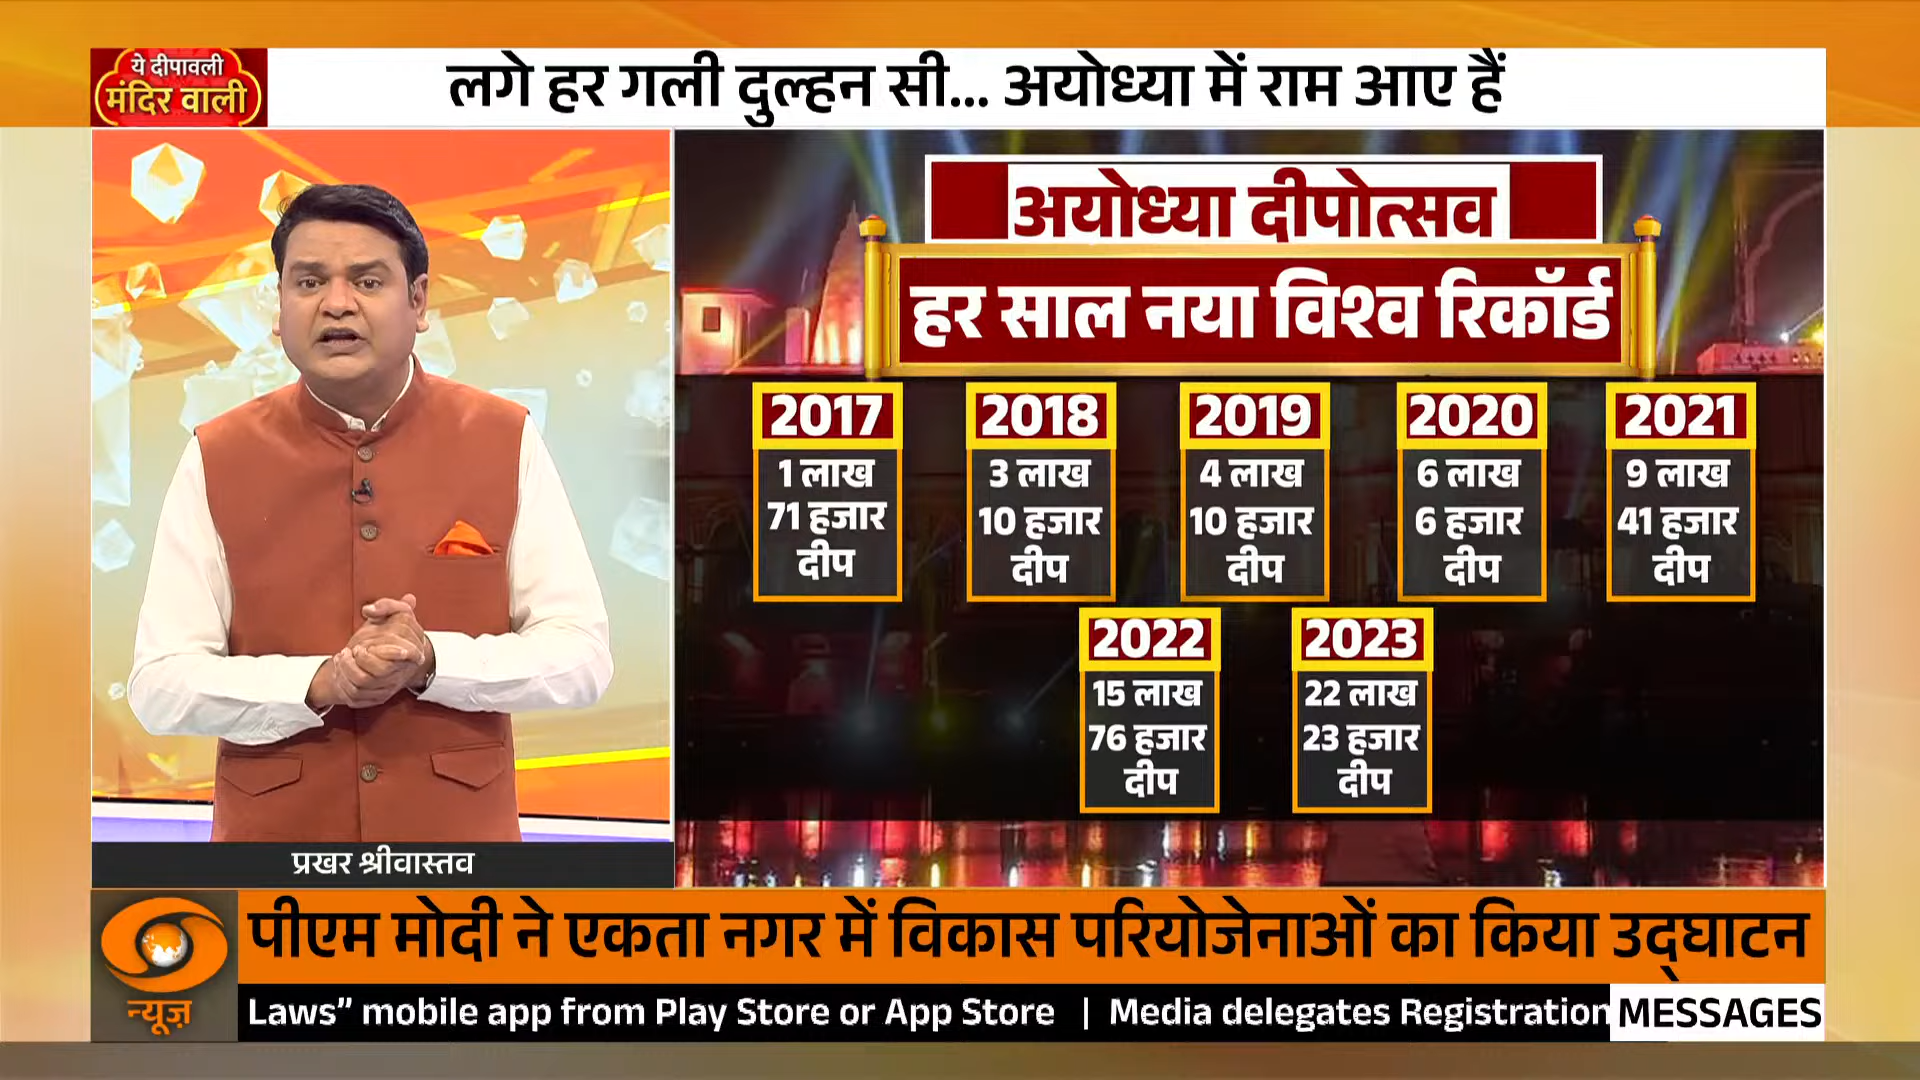 ये दीपावली
मंदिर वाली
लगे हर गली दुल्हन सी... अयोध्या में राम आए हैं
अयोध्या दीपोत्सव
हर साल नया विश्व रिकॉर्ड
2017
1 लाख
71 हजार
दीप
2018
3 लाख
10 हजार
दीप
2019
4 लाख
10 हजार
दीप
2020
6 लाख
6 हजार
दीप
2021
9 लाख
41 हजार
दीप
2022
15 लाख
76 हजार
दीप
2023
22 लाख
23 हजार
दीप
प्रखर श्रीवास्तव
पीएम मोदी ने एकता नगर में विकास परियोजेनाओं का किया उद्घाटन
न्यूज़
Laws” mobile app from Play Store or App Store | Media delegates Registration
MESSAGES